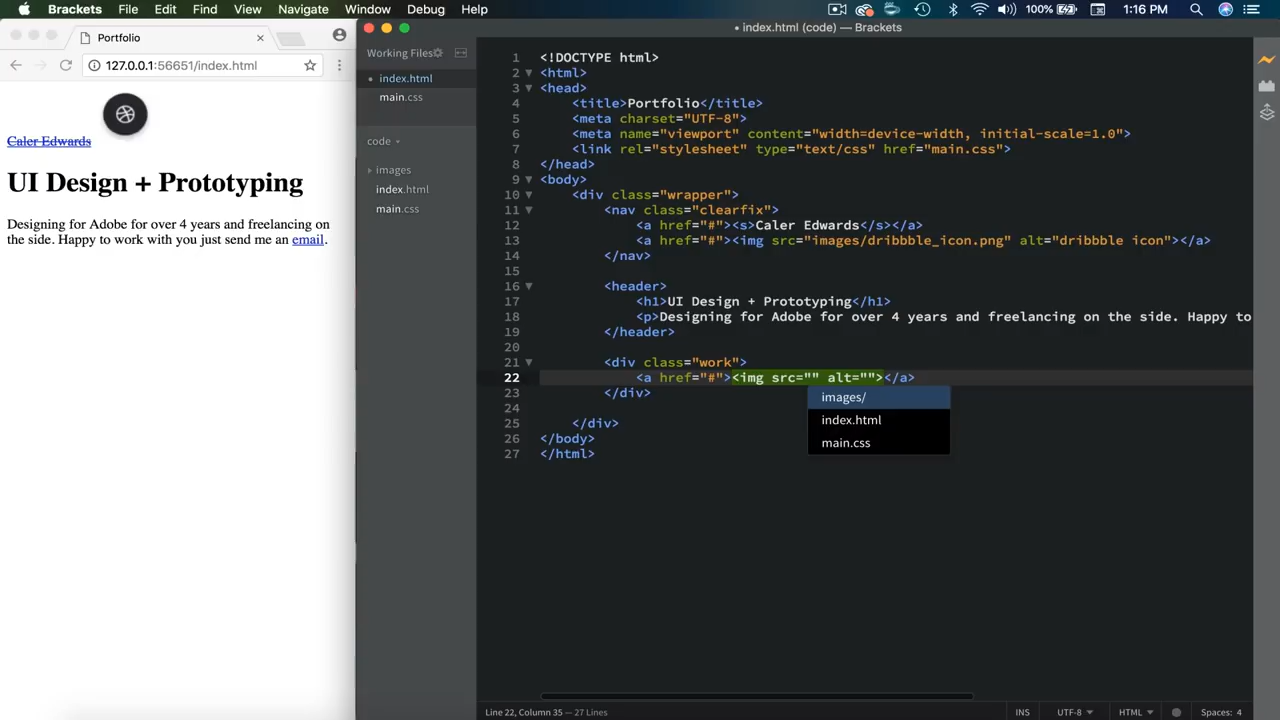 Brackets File Edit Find View Navigate Window Debug Help 100% 1:16 PM
Portfolio
127.0.0.1:56651/index.html
Caler Edwards
UI Design + Prototyping
Designing for Adobe for over 4 years and freelancing on
the side. Happy to work with you just send me an email.
• index.html (code) — Brackets
Working Files
index.html
main.css
code
images
index.html
main.css
1 <!DOCTYPE html>
2 <html>
3 <head>
4 <title>Portfolio</title>
5 <meta charset="UTF-8">
6 <meta name="viewport" content="width=device-width, initial-scale=1.0">
7 <link rel="stylesheet" type="text/css" href="main.css">
8 </head>
9 <body>
10 <div class="wrapper">
11 <nav class="clearfix">
12 <a href="#"><s>Caler Edwards</s></a>
13 <a href="#"><img src="images/dribbble_icon.png" alt="dribbble icon"></a>
14 </nav>
15
16 <header>
17 <h1>UI Design + Prototyping</h1>
18 <p>Designing for Adobe for over 4 years and freelancing on the side. Happy to
19 </header>
20
21 <div class="work">
22 <a href="#"><img src="" alt=""></a>
23 </div>
24
25 </div>
26 </body>
27 </html>
images/
index.html
main.css
Line 22, Column 35 — 27 Lines
INS UTF-8 HTML Spaces: 4